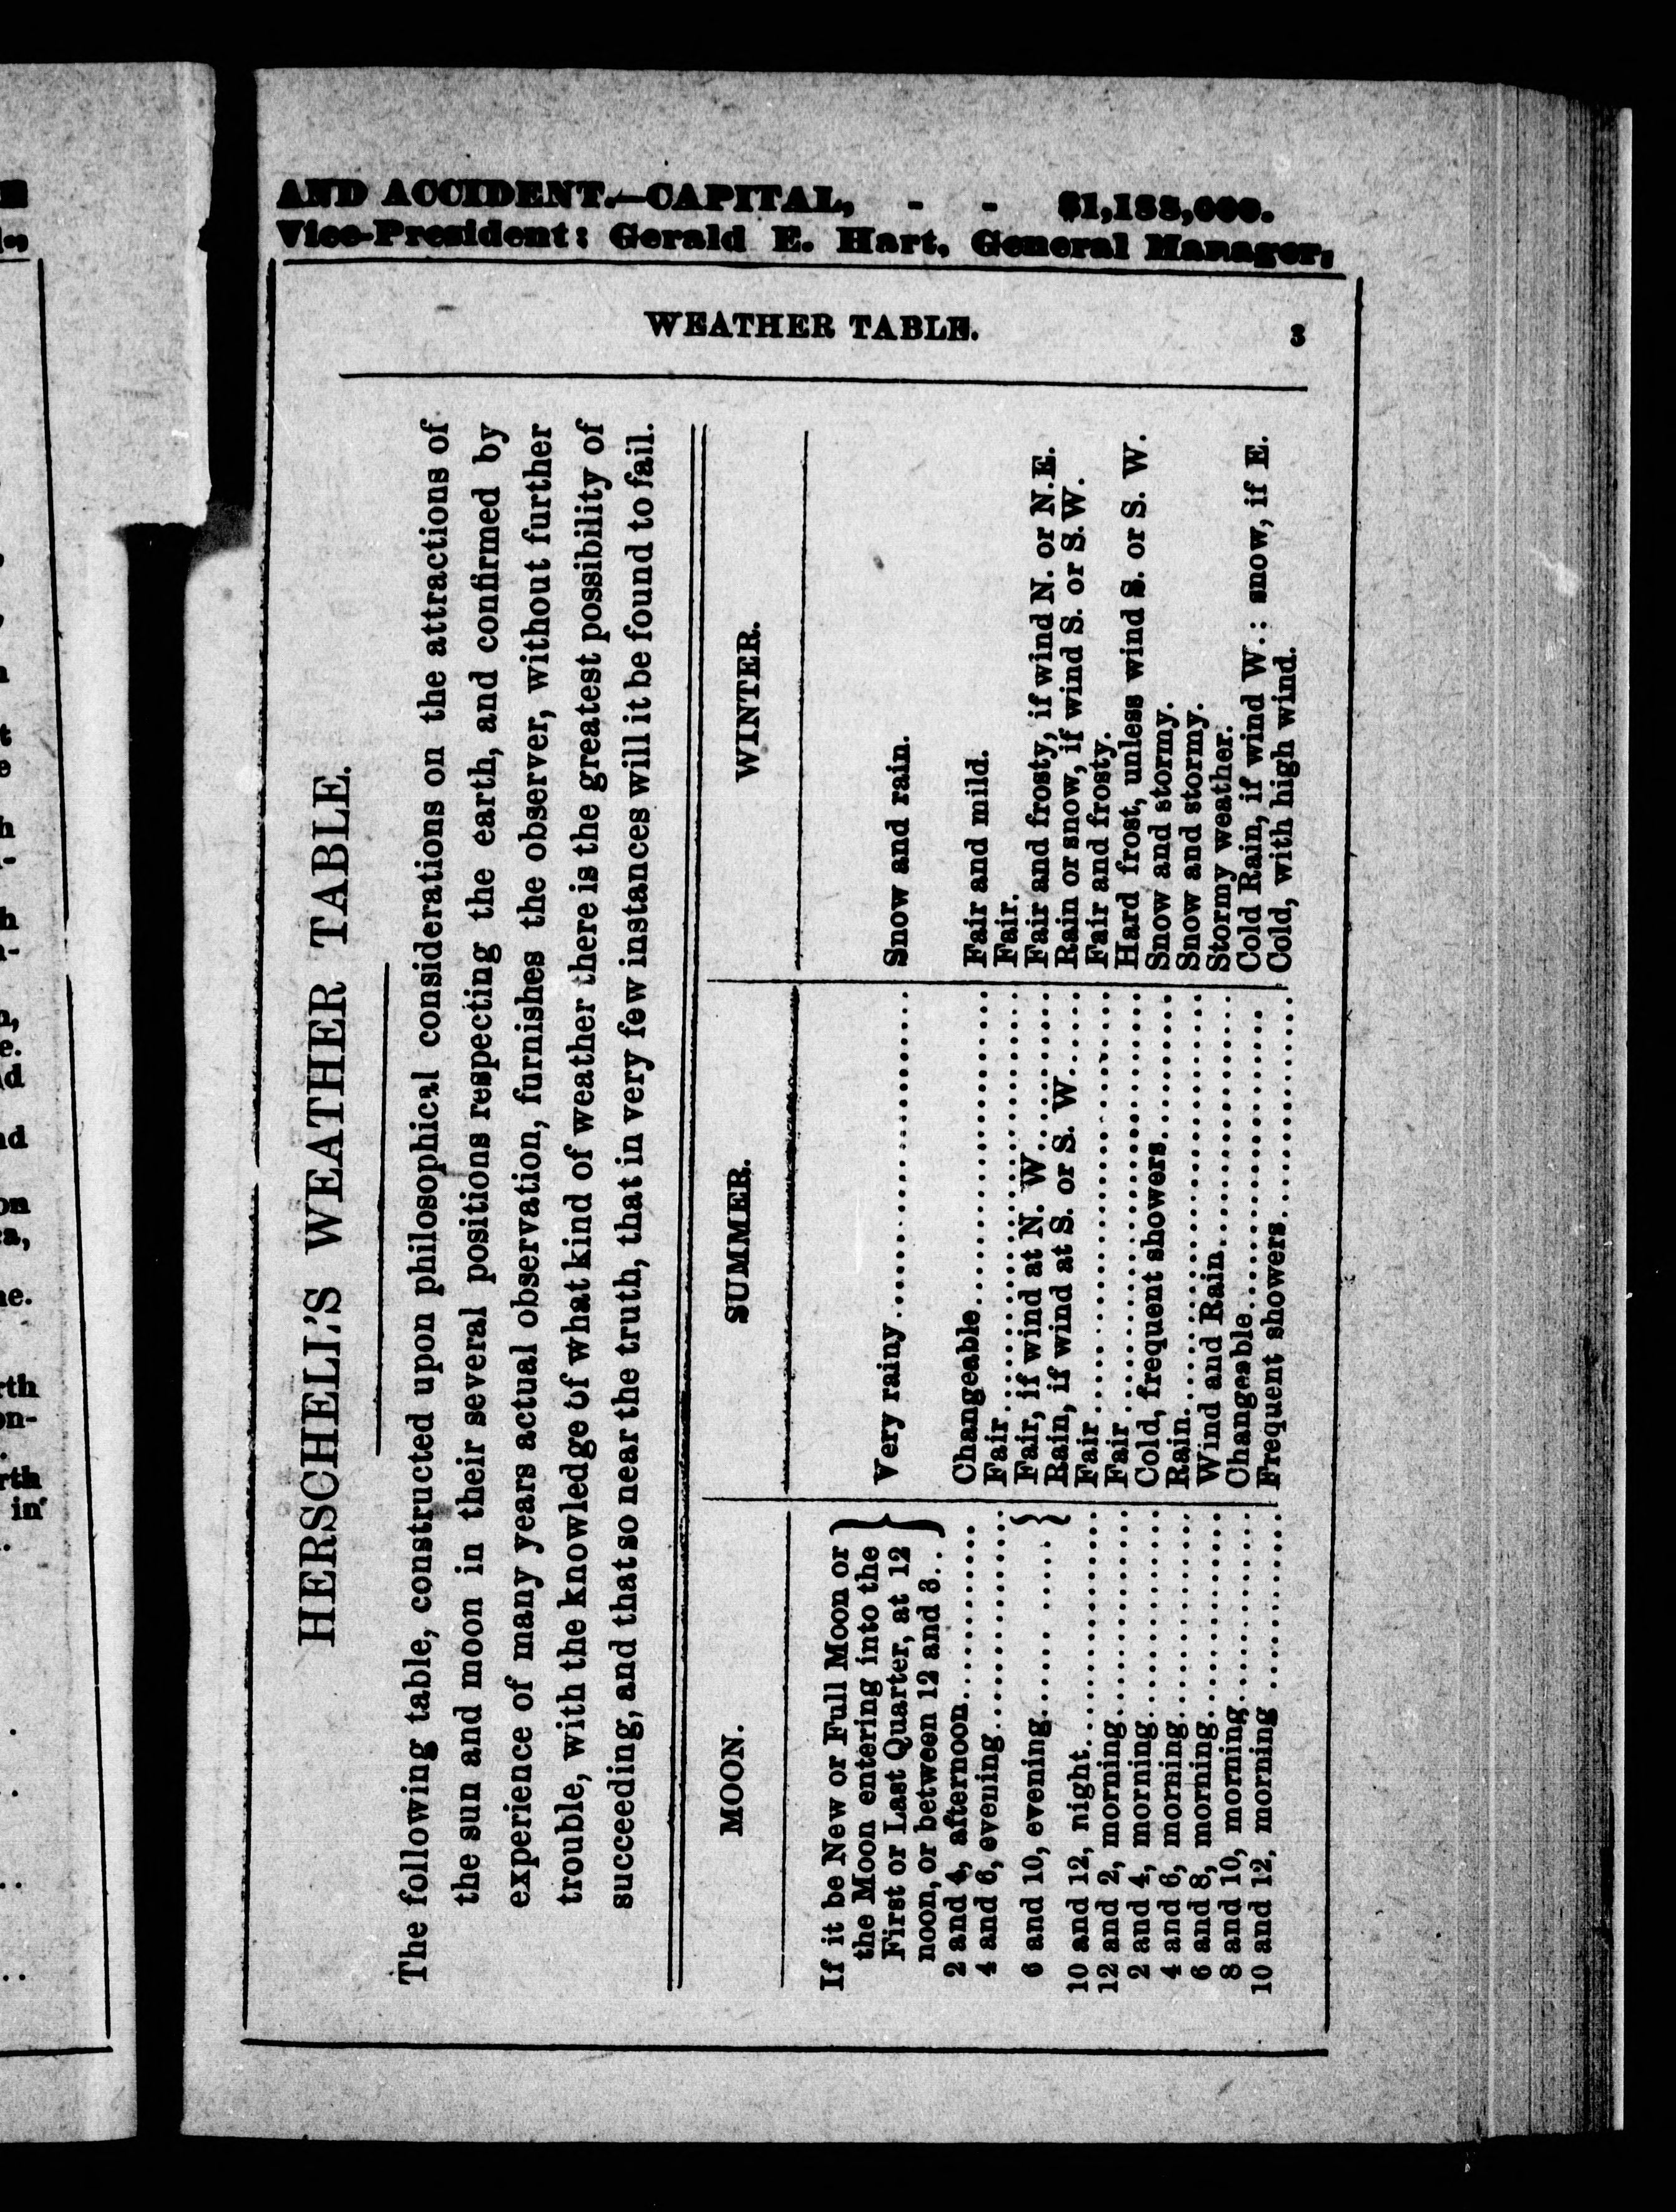 AND ACCIDENT.—CAPITAL, - - $1,188,000.
Vice-President: Gerald E. Hart, General Manager,
WEATHER TABLE. 3
HERSCHELL'S WEATHER TABLE.
The following table, constructed upon philosophical considerations on the attractions of
the sun and moon in their several positions respecting the earth, and confirmed by
experience of many years actual observation, furnishes the observer, without further
trouble, with the knowledge of what kind of weather there is the greatest possibility of
succeeding, and that so near the truth, that in very few instances will it be found to fail.
MOON. SUMMER. WINTER.
If it be New or Full Moon or
the Moon entering into the
First or Last Quarter, at 12 Very rainy Snow and rain.
noon, or between 12 and 8..
2 and 4, afternoon Changeable Fair and mild.
4 and 6, evening Fair Fair.
6 and 10, evening Fair, if wind at N. W. Fair and frosty, if wind N. or N.E.
Rain, if wind at S. or S. W. Rain or snow, if wind S. or S.W.
10 and 12, night Fair Fair and frosty.
12 and 2, morning Fair Hard frost, unless wind S. or S. W.
2 and 4, morning Cold, frequent showers Snow and stormy.
4 and 6, morning Rain Snow and stormy.
6 and 8, morning Wind and Rain Stormy weather.
8 and 10, morning Changeable Cold Rain, if wind W.: snow, if E.
10 and 12, morning Frequent showers Cold, with high wind.